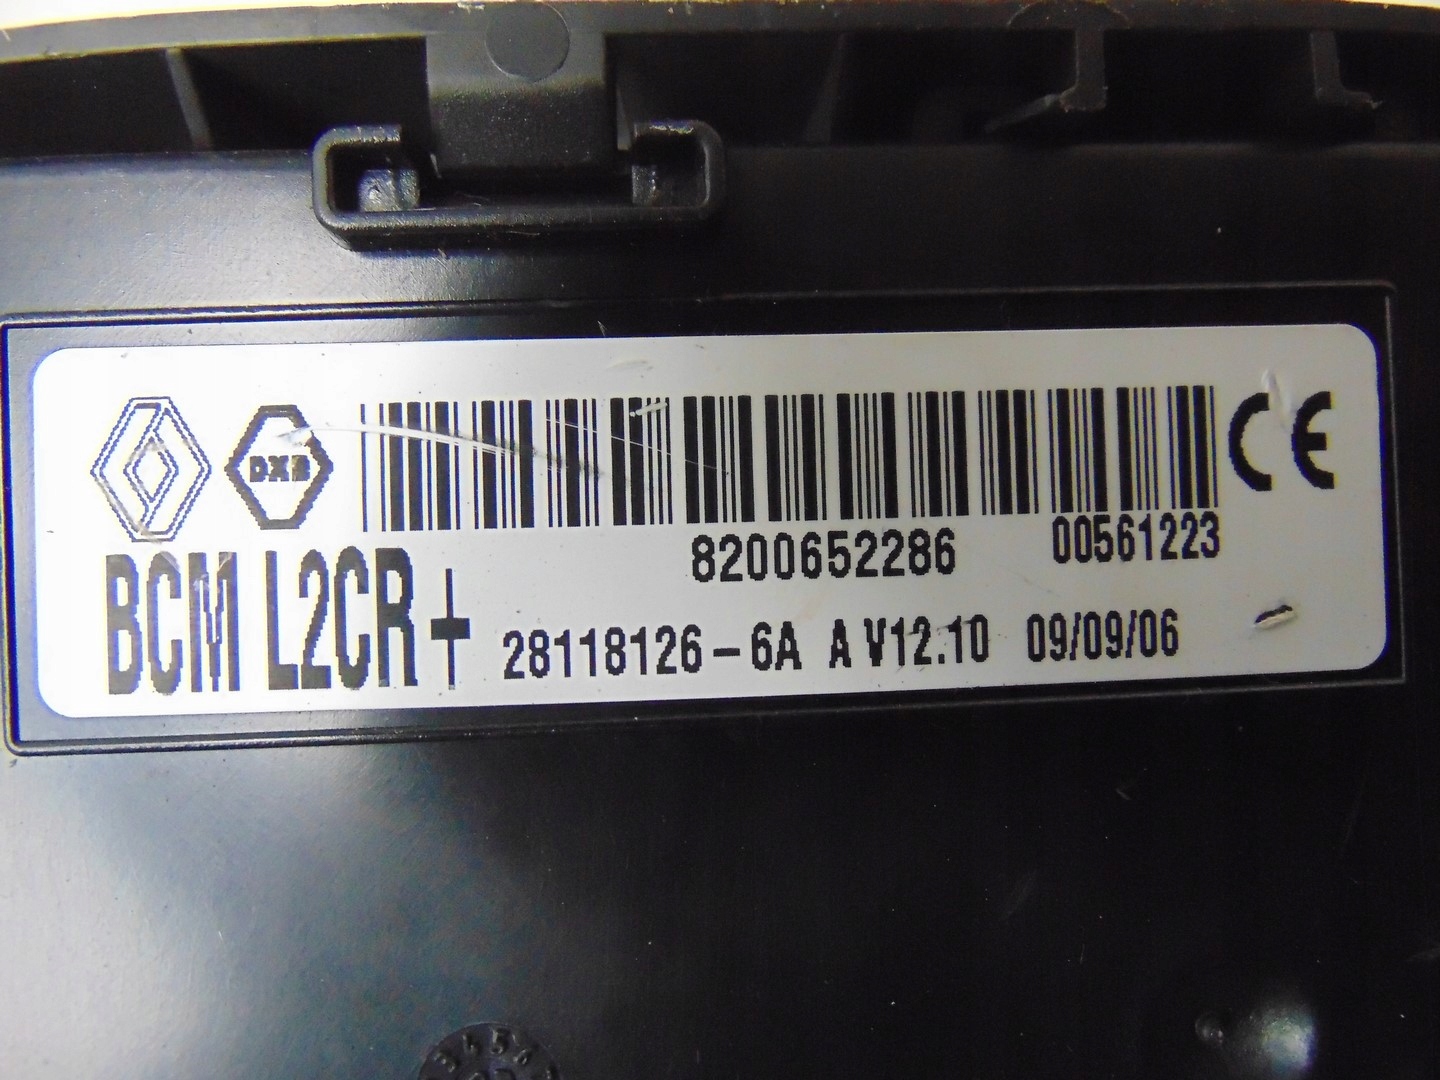 DXB
8200652286 00561223
BCM L2CR+ 28118126-6A A V12.10 09/09/06
CE